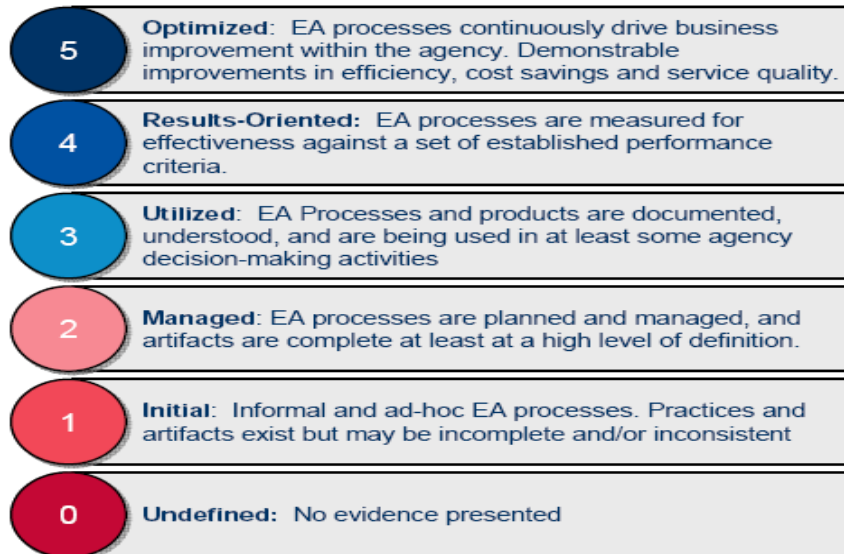 5
Optimized: EA processes continuously drive business
improvement within the agency. Demonstrable
improvements in efficiency, cost savings and service quality.
4
Results-Oriented: EA processes are measured for
effectiveness against a set of established performance
criteria.
3
Utilized: EA Processes and products are documented,
understood, and are being used in at least some agency
decision-making activities
2
Managed: EA processes are planned and managed, and
artifacts are complete at least at a high level of definition.
1
Initial: Informal and ad-hoc EA processes. Practices and
artifacts exist but may be incomplete and/or inconsistent
0
Undefined: No evidence presented